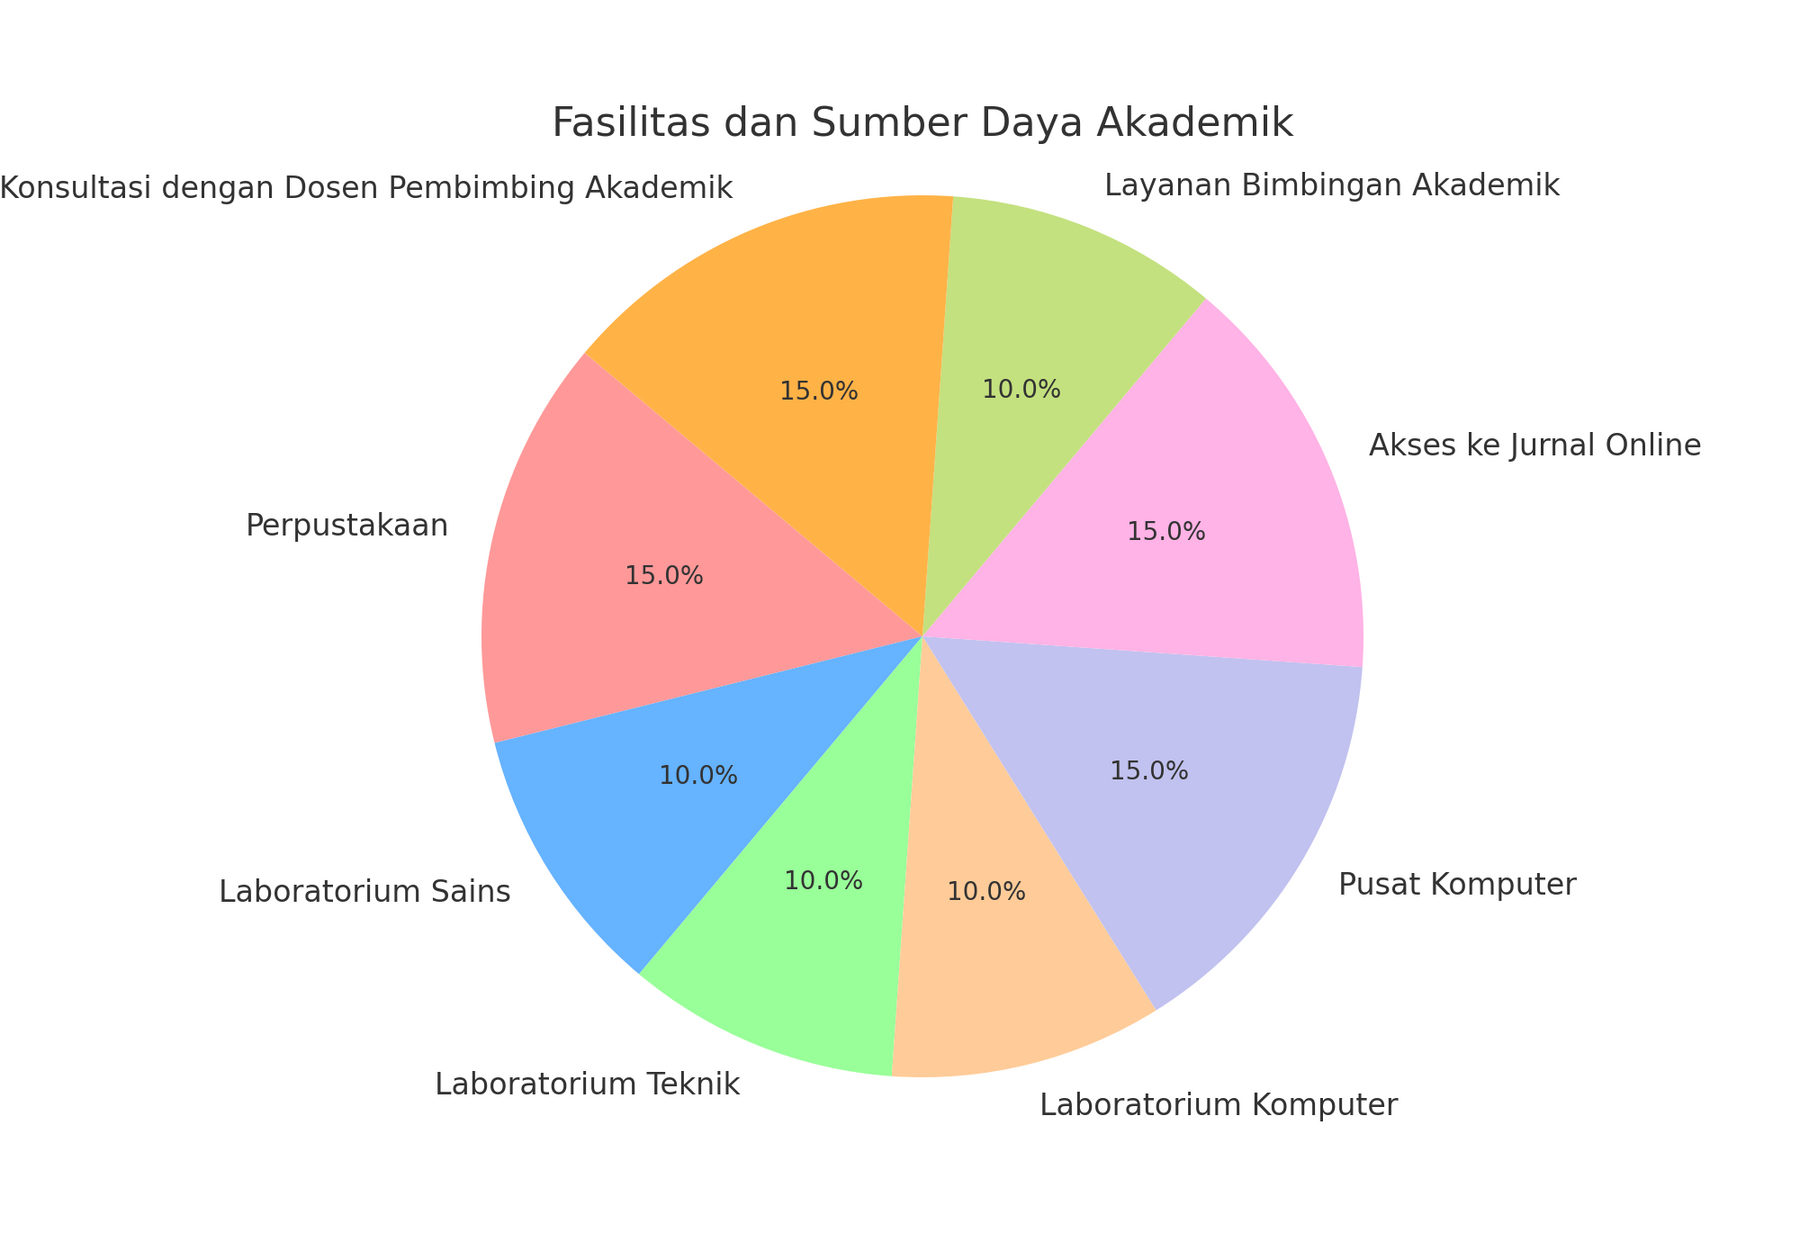 Fasilitas dan Sumber Daya Akademik
Konsultasi dengan Dosen Pembimbing Akademik
Layanan Bimbingan Akademik
15.0%
10.0%
Akses ke Jurnal Online
15.0%
Perpustakaan
15.0%
10.0%
15.0%
Laboratorium Sains
Pusat Komputer
10.0%
10.0%
Laboratorium Teknik
Laboratorium Komputer